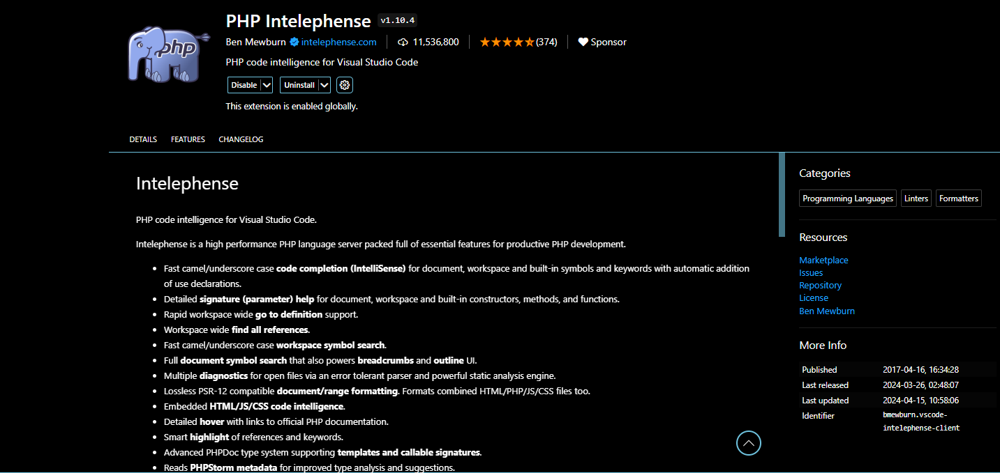 php
PHP Intelephense v1.10.4
Ben Mewburn intelephense.com 11,536,800 (374) Sponsor
PHP code intelligence for Visual Studio Code
Disable Uninstall
This extension is enabled globally.
DETAILS FEATURES CHANGELOG
Intelephense
PHP code intelligence for Visual Studio Code.
Intelephense is a high performance PHP language server packed full of essential features for productive PHP development.
• Fast camel/underscore case code completion (IntelliSense) for document, workspace and built-in symbols and keywords with automatic addition
of use declarations.
• Detailed signature (parameter) help for document, workspace and built-in constructors, methods, and functions.
• Rapid workspace wide go to definition support.
• Workspace wide find all references.
• Fast camel/underscore case workspace symbol search.
• Full document symbol search that also powers breadcrumbs and outline UI.
• Multiple diagnostics for open files via an error tolerant parser and powerful static analysis engine.
• Lossless PSR-12 compatible document/range formatting. Formats combined HTML/PHP/JS/CSS files too.
• Embedded HTML/JS/CSS code intelligence.
• Detailed hover with links to official PHP documentation.
• Smart highlight of references and keywords.
• Advanced PHPDoc type system supporting templates and callable signatures.
• Reads PHPStorm metadata for improved type analysis and suggestions.
Categories
Programming Languages Linters Formatters
Resources
Marketplace
Issues
Repository
License
Ben Mewburn
More Info
Published 2017-04-16, 16:34:28
Last released 2024-03-26, 02:48:07
Last updated 2024-04-15, 10:58:06
Identifier bmewburn.vscode-
intelephense-client